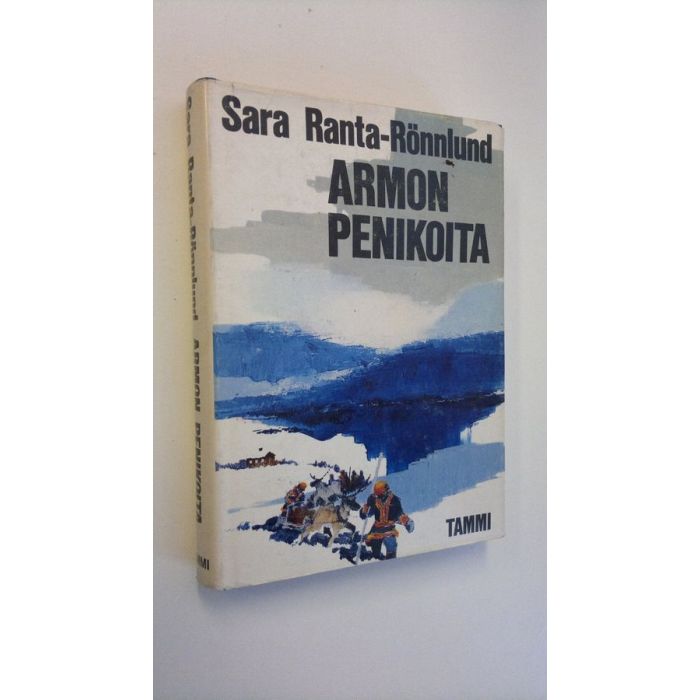 Sara Ranta-Rönnlund
ARMON
PENIKOITA
TAMMI
Sara Ranta-Rönnlund ARMON PENIKOITA
TAMMI